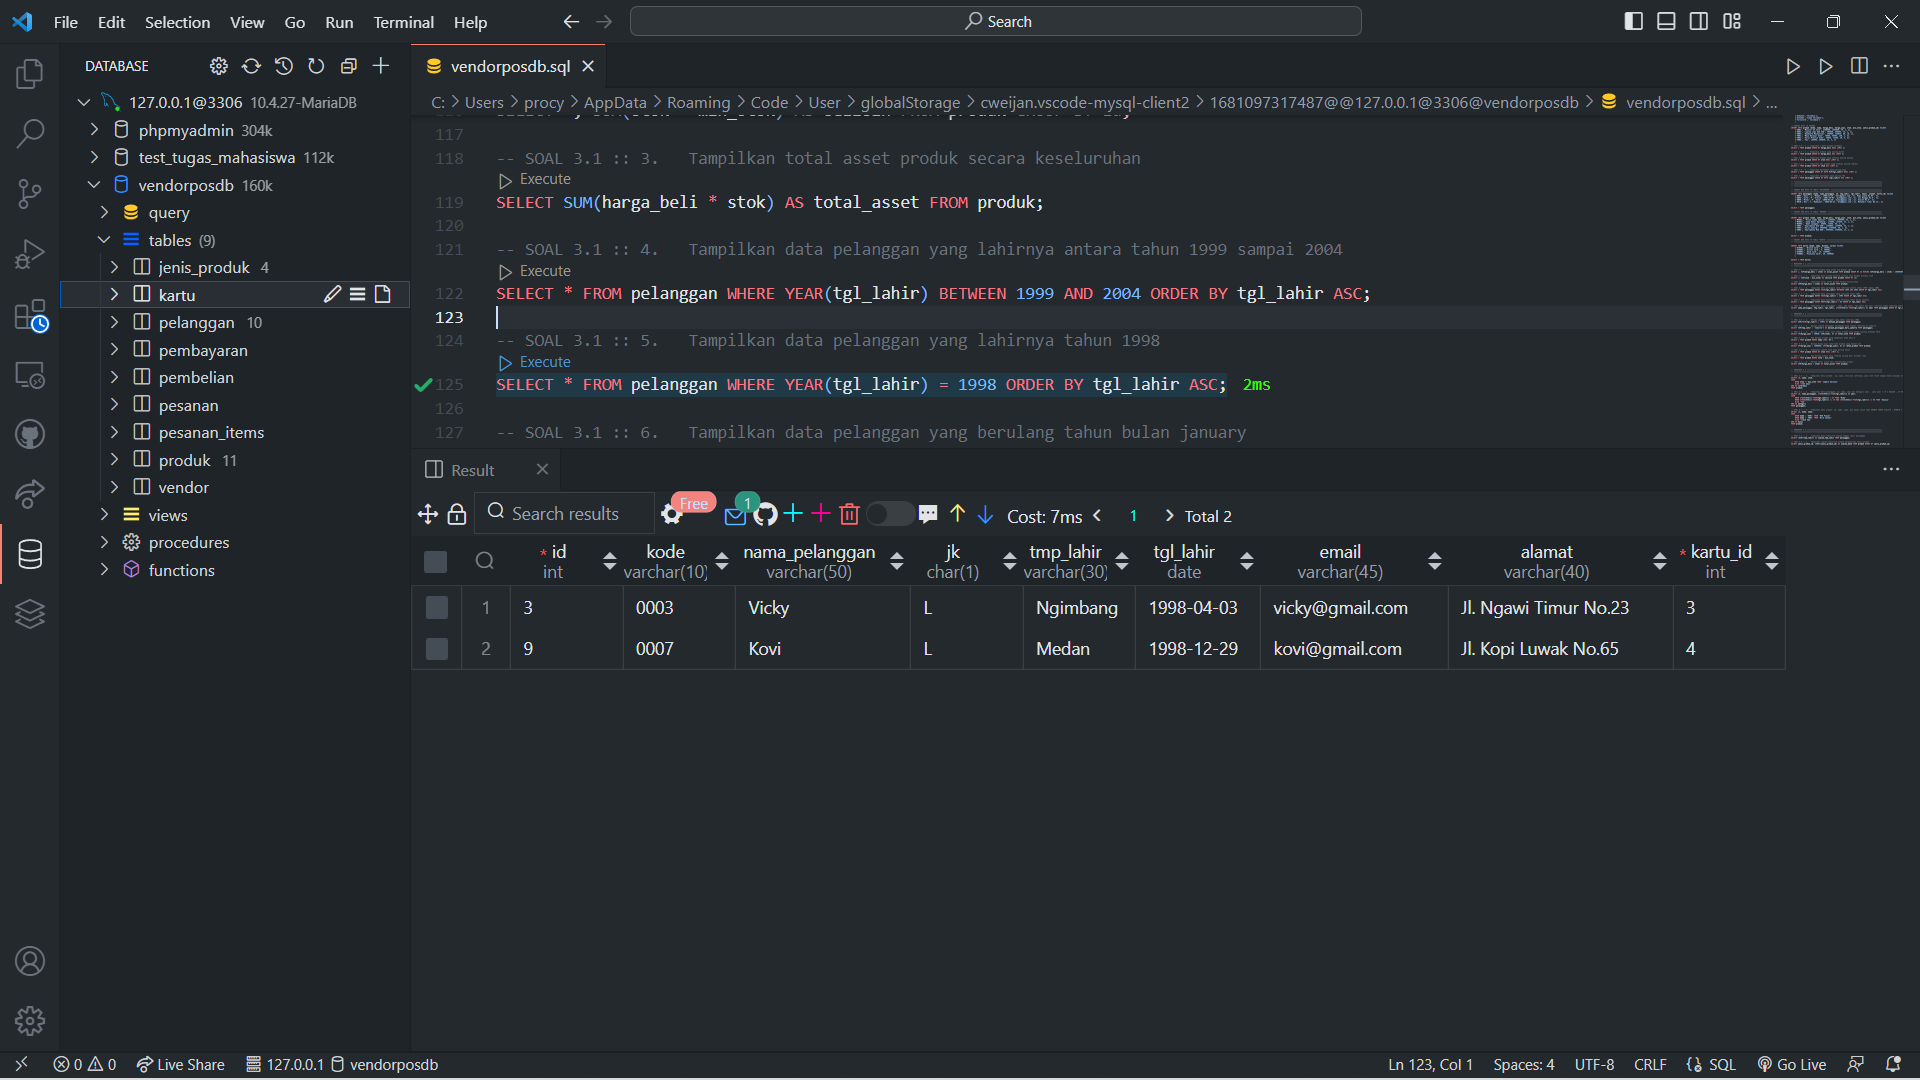 File Edit Selection View Go Run Terminal Help
Search
DATABASE
127.0.0.1@3306 10.4.27-MariaDB
phpmyadmin 304k
test_tugas_mahasiswa 112k
vendorposdb 160k
query
tables (9)
jenis_produk 4
kartu
pelanggan 10
pembayaran
pembelian
pesanan
pesanan_items
produk 11
vendor
views
procedures
functions
vendorposdb.sql
C: > Users > procy > AppData > Roaming > Code > User > globalStorage > cweijan.vscode-mysql-client2 > 1681097317487@@127.0.0.1@3306@vendorposdb > vendorposdb.sql > ...
117
118 -- SOAL 3.1 :: 3. Tampilkan total asset produk secara keseluruhan
Execute
119 SELECT SUM(harga_beli * stok) AS total_asset FROM produk;
120
121 -- SOAL 3.1 :: 4. Tampilkan data pelanggan yang lahirnya antara tahun 1999 sampai 2004
Execute
122 SELECT * FROM pelanggan WHERE YEAR(tgl_lahir) BETWEEN 1999 AND 2004 ORDER BY tgl_lahir ASC;
123
124 -- SOAL 3.1 :: 5. Tampilkan data pelanggan yang lahirnya tahun 1998
Execute
125 SELECT * FROM pelanggan WHERE YEAR(tgl_lahir) = 1998 ORDER BY tgl_lahir ASC; 2ms
126
127 -- SOAL 3.1 :: 6. Tampilkan data pelanggan yang berulang tahun bulan january
Result
Search results Free 1 Cost: 7ms < 1 > Total 2
* id kode nama_pelanggan jk tmp_lahir tgl_lahir email alamat * kartu_id
int varchar(10) varchar(50) char(1) varchar(30) date varchar(45) varchar(40) int
1 3 0003 Vicky L Ngimbang 1998-04-03 vicky@gmail.com Jl. Ngawi Timur No.23 3
2 9 0007 Kovi L Medan 1998-12-29 kovi@gmail.com Jl. Kopi Luwak No.65 4
0 0 Live Share 127.0.0.1 vendorposdb Ln 123, Col 1 Spaces: 4 UTF-8 CRLF SQL Go Live